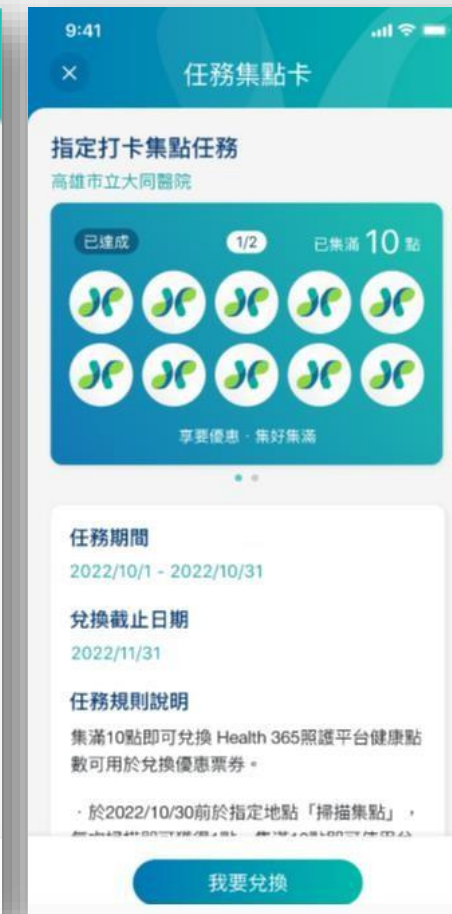 9:41
任務集點卡
指定打卡集點任務
高雄市立大同醫院
已達成 1/2 已集滿 10 點
享要優惠·集好集滿
任務期間
2022/10/1 - 2022/10/31
兌換截止日期
2022/11/31
任務規則說明
集滿10點即可兌換 Health 365照護平台健康點
數可用於兌換優惠票券。
·於2022/10/30前於指定地點「掃描集點」，
我要兌換